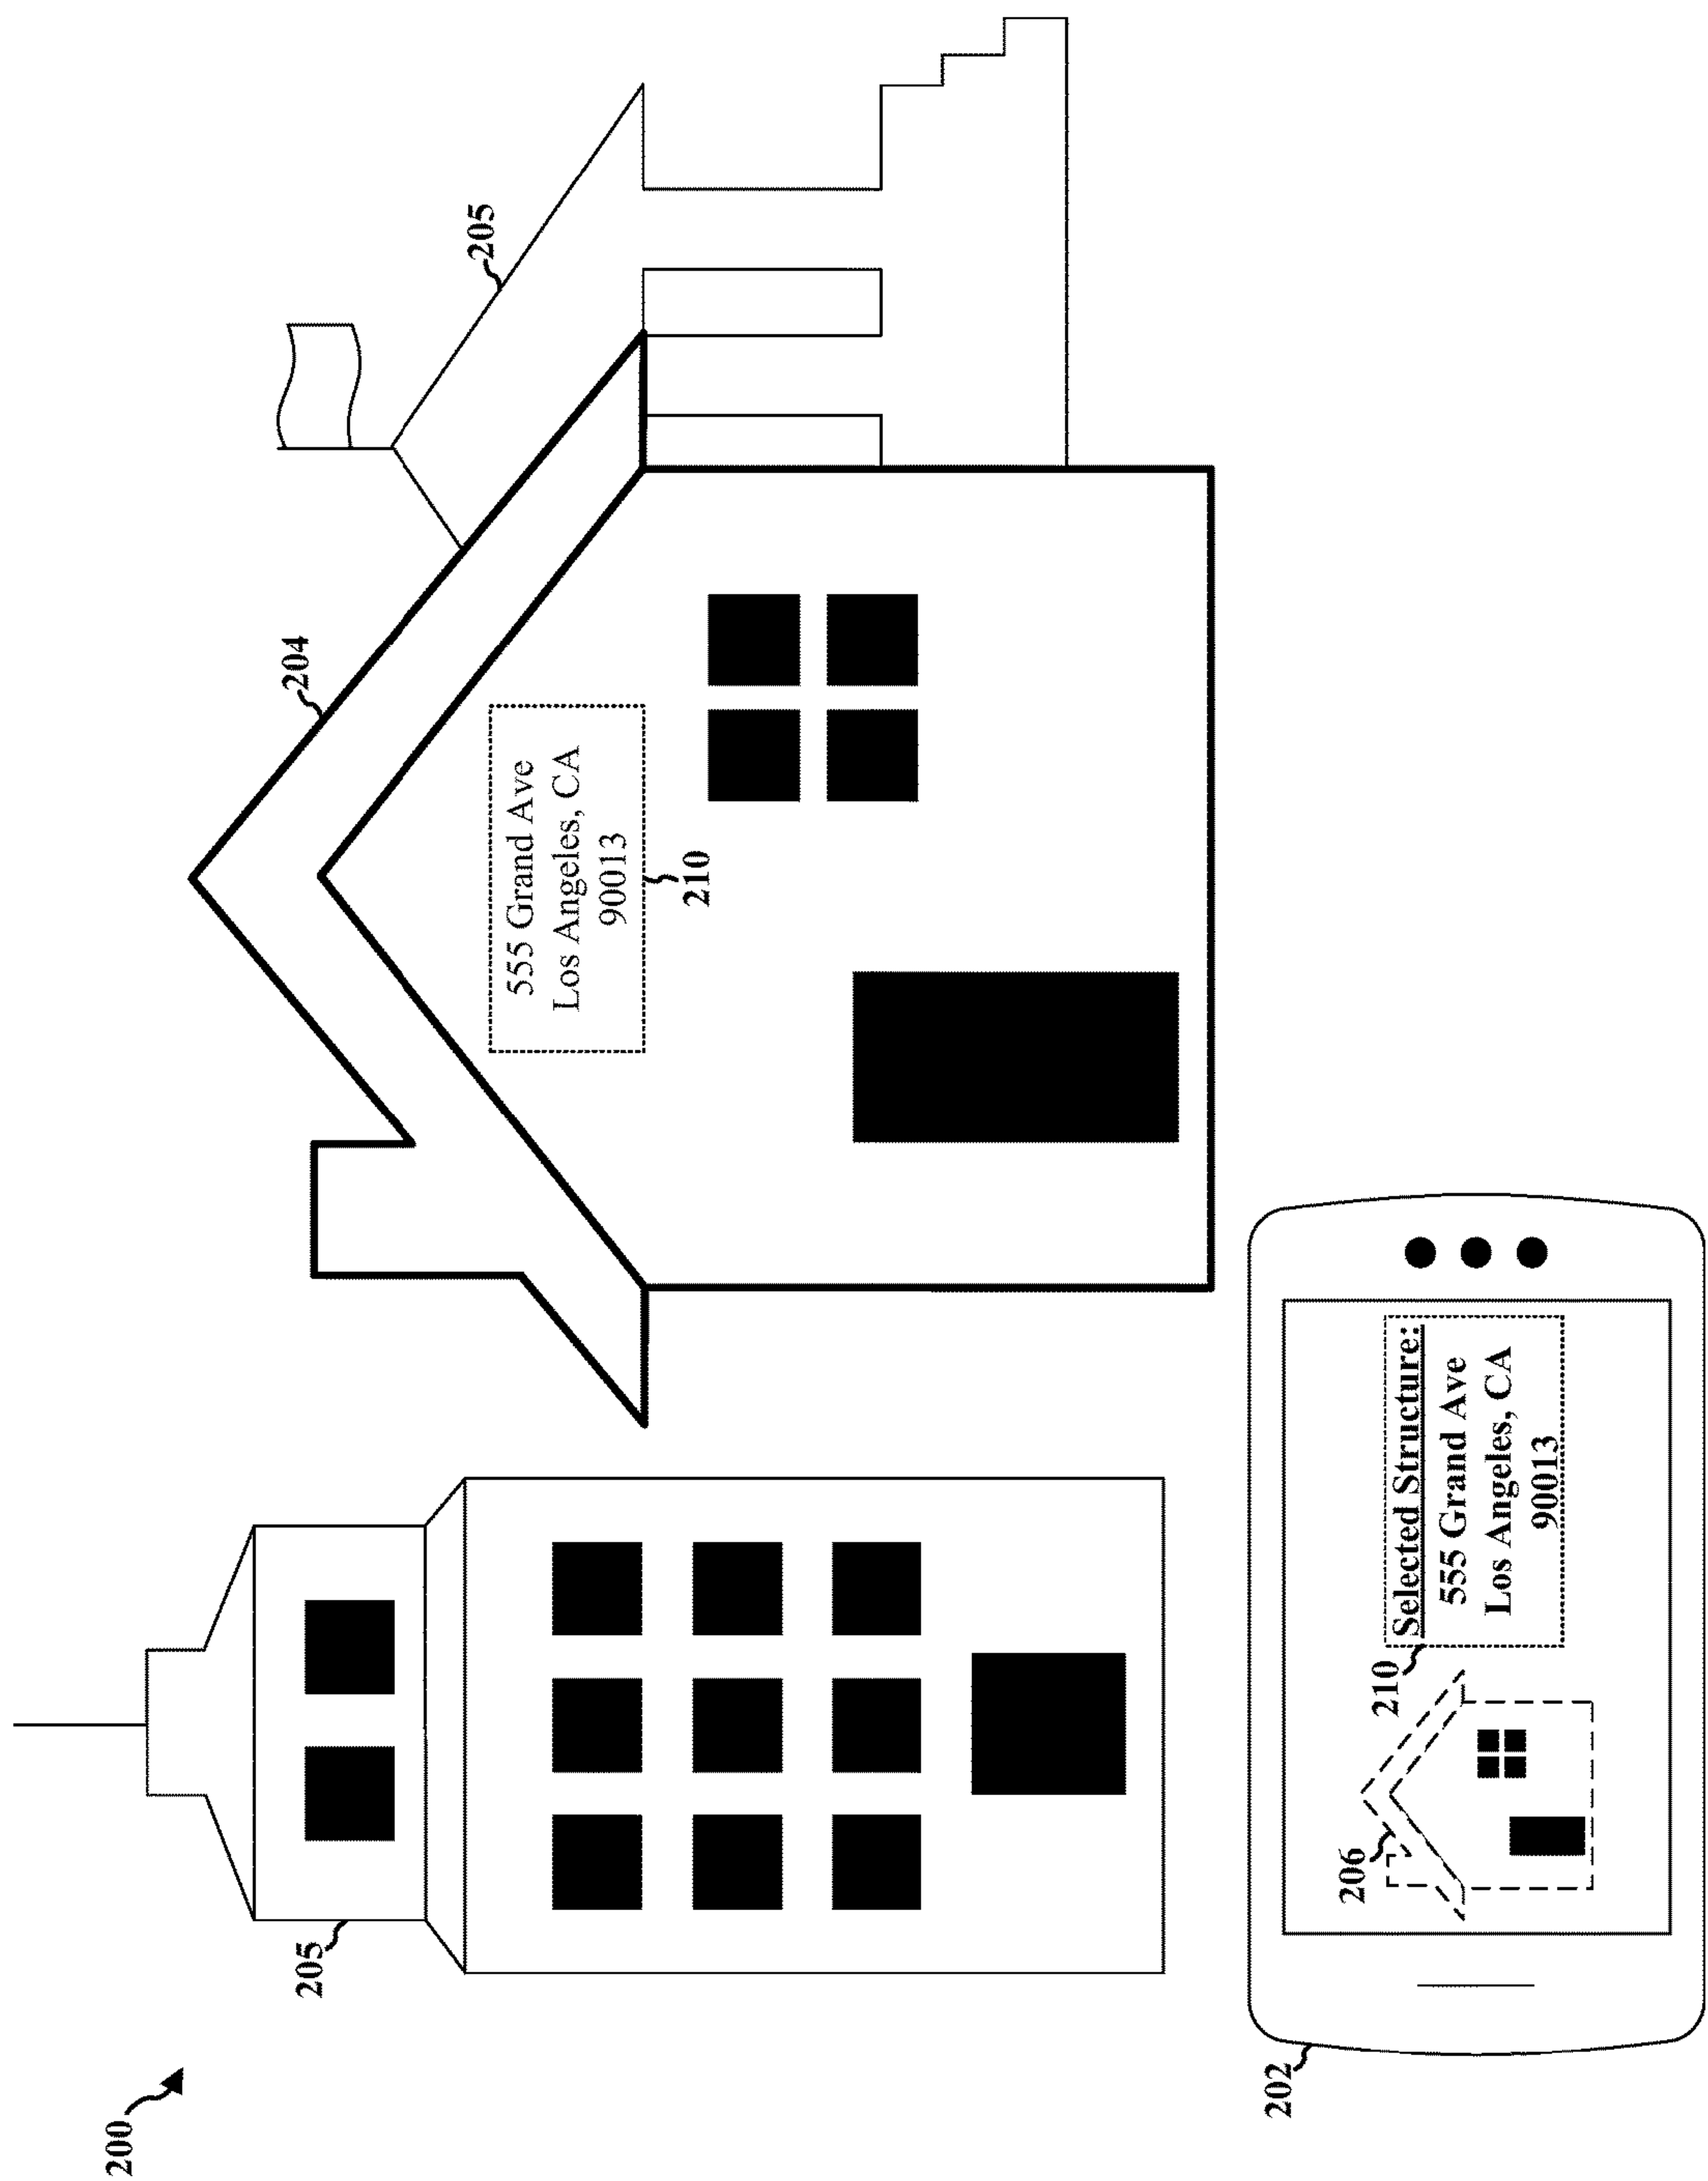 200
205
204
205
555 Grand Ave
Los Angeles, CA
90013
210
202
206
210
Selected Structure:
555 Grand Ave
Los Angeles, CA
90013